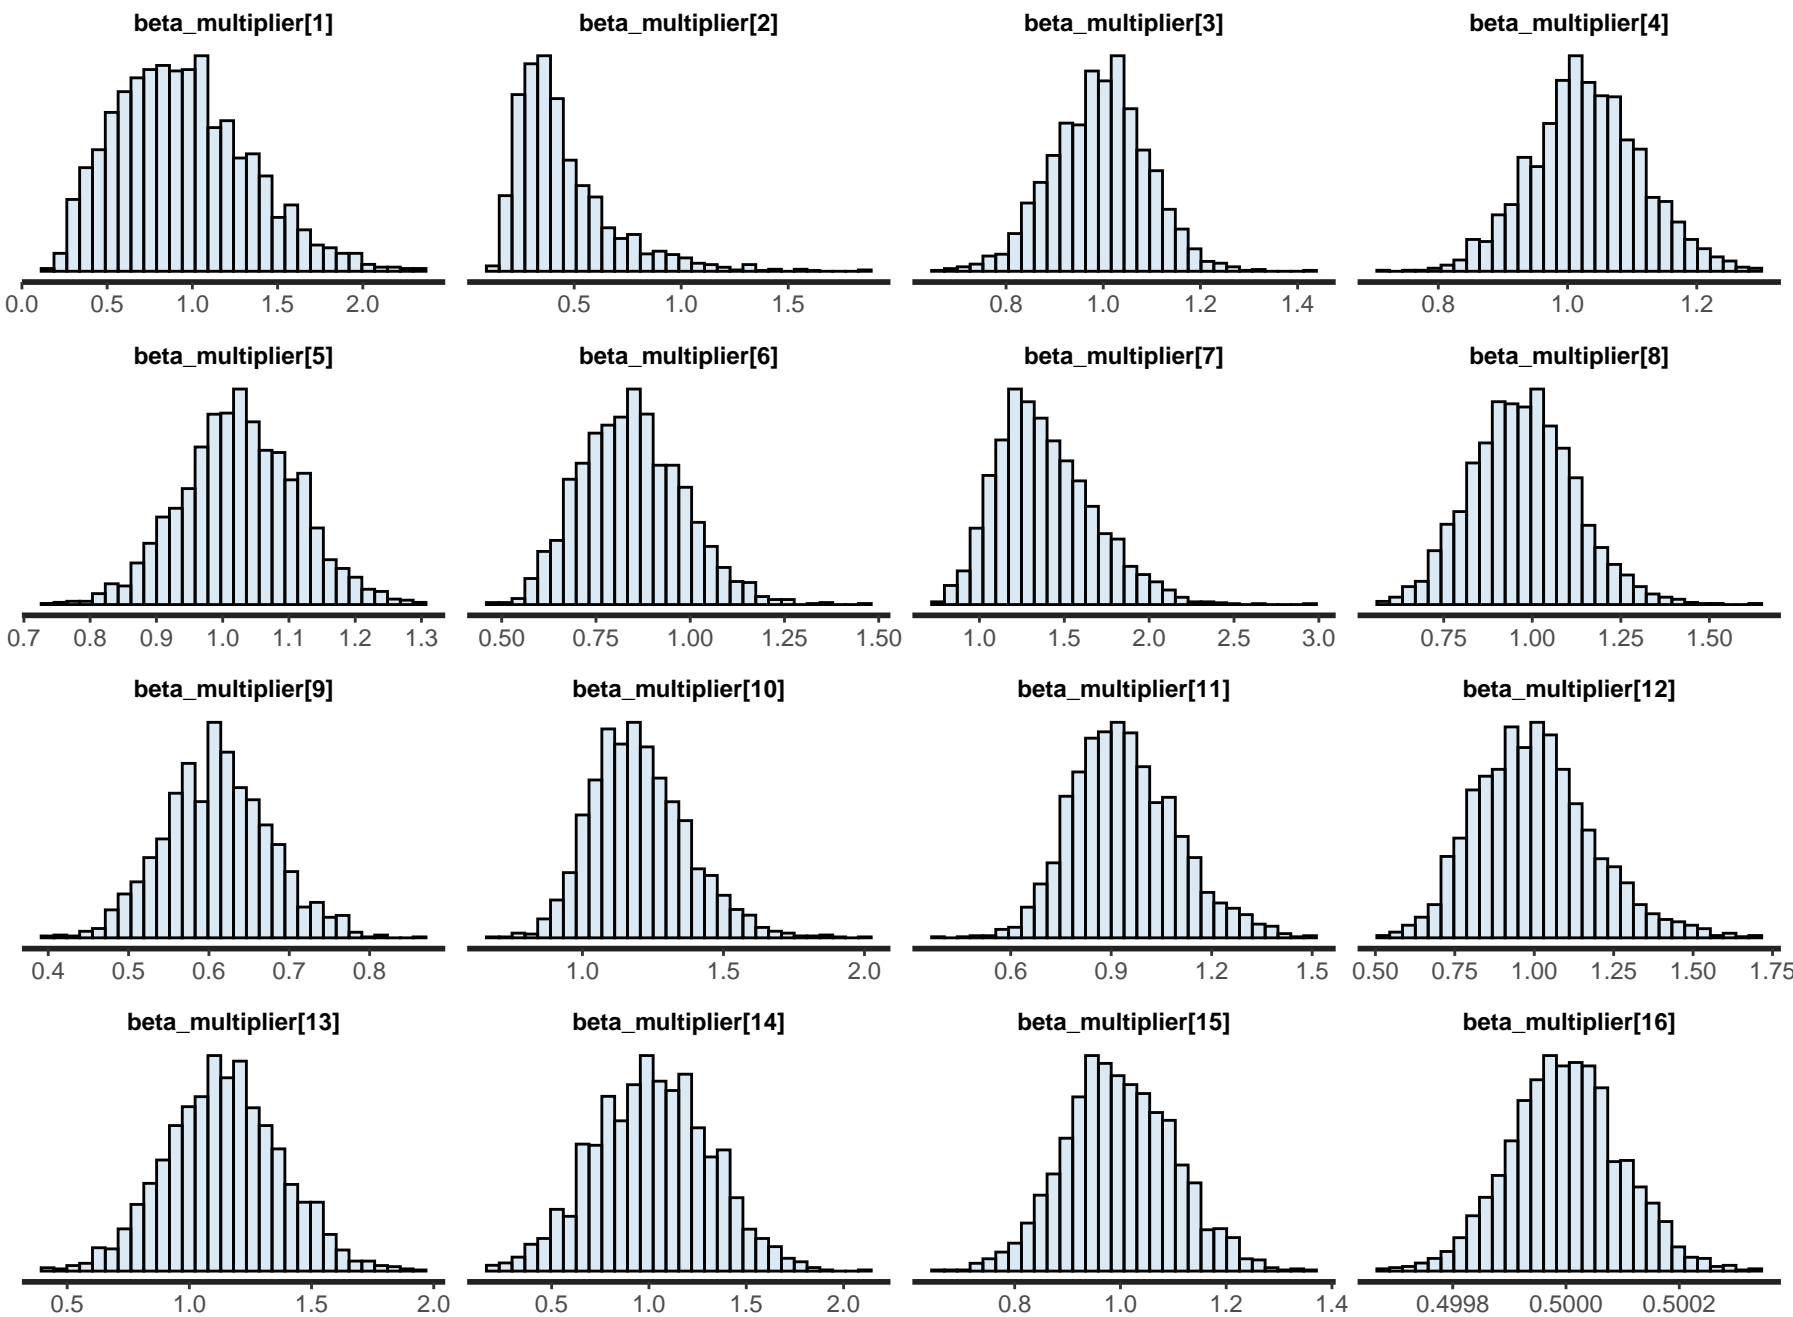 beta_multiplier[1] beta_multiplier[2] beta_multiplier[3] beta_multiplier[4]
0.0 0.5 1.0 1.5 2.0 0.5 1.0 1.5 0.8 1.0 1.2 1.4 0.8 1.0 1.2
beta_multiplier[5] beta_multiplier[6] beta_multiplier[7] beta_multiplier[8]
0.7 0.8 0.9 1.0 1.1 1.2 1.3 0.50 0.75 1.00 1.25 1.50 1.0 1.5 2.0 2.5 3.0 0.75 1.00 1.25 1.50
beta_multiplier[9] beta_multiplier[10] beta_multiplier[11] beta_multiplier[12]
0.4 0.5 0.6 0.7 0.8 1.0 1.5 2.0 0.6 0.9 1.2 1.5 0.50 0.75 1.00 1.25 1.50 1.75
beta_multiplier[13] beta_multiplier[14] beta_multiplier[15] beta_multiplier[16]
0.5 1.0 1.5 2.0 0.5 1.0 1.5 2.0 0.8 1.0 1.2 1.4 0.4998 0.5000 0.5002